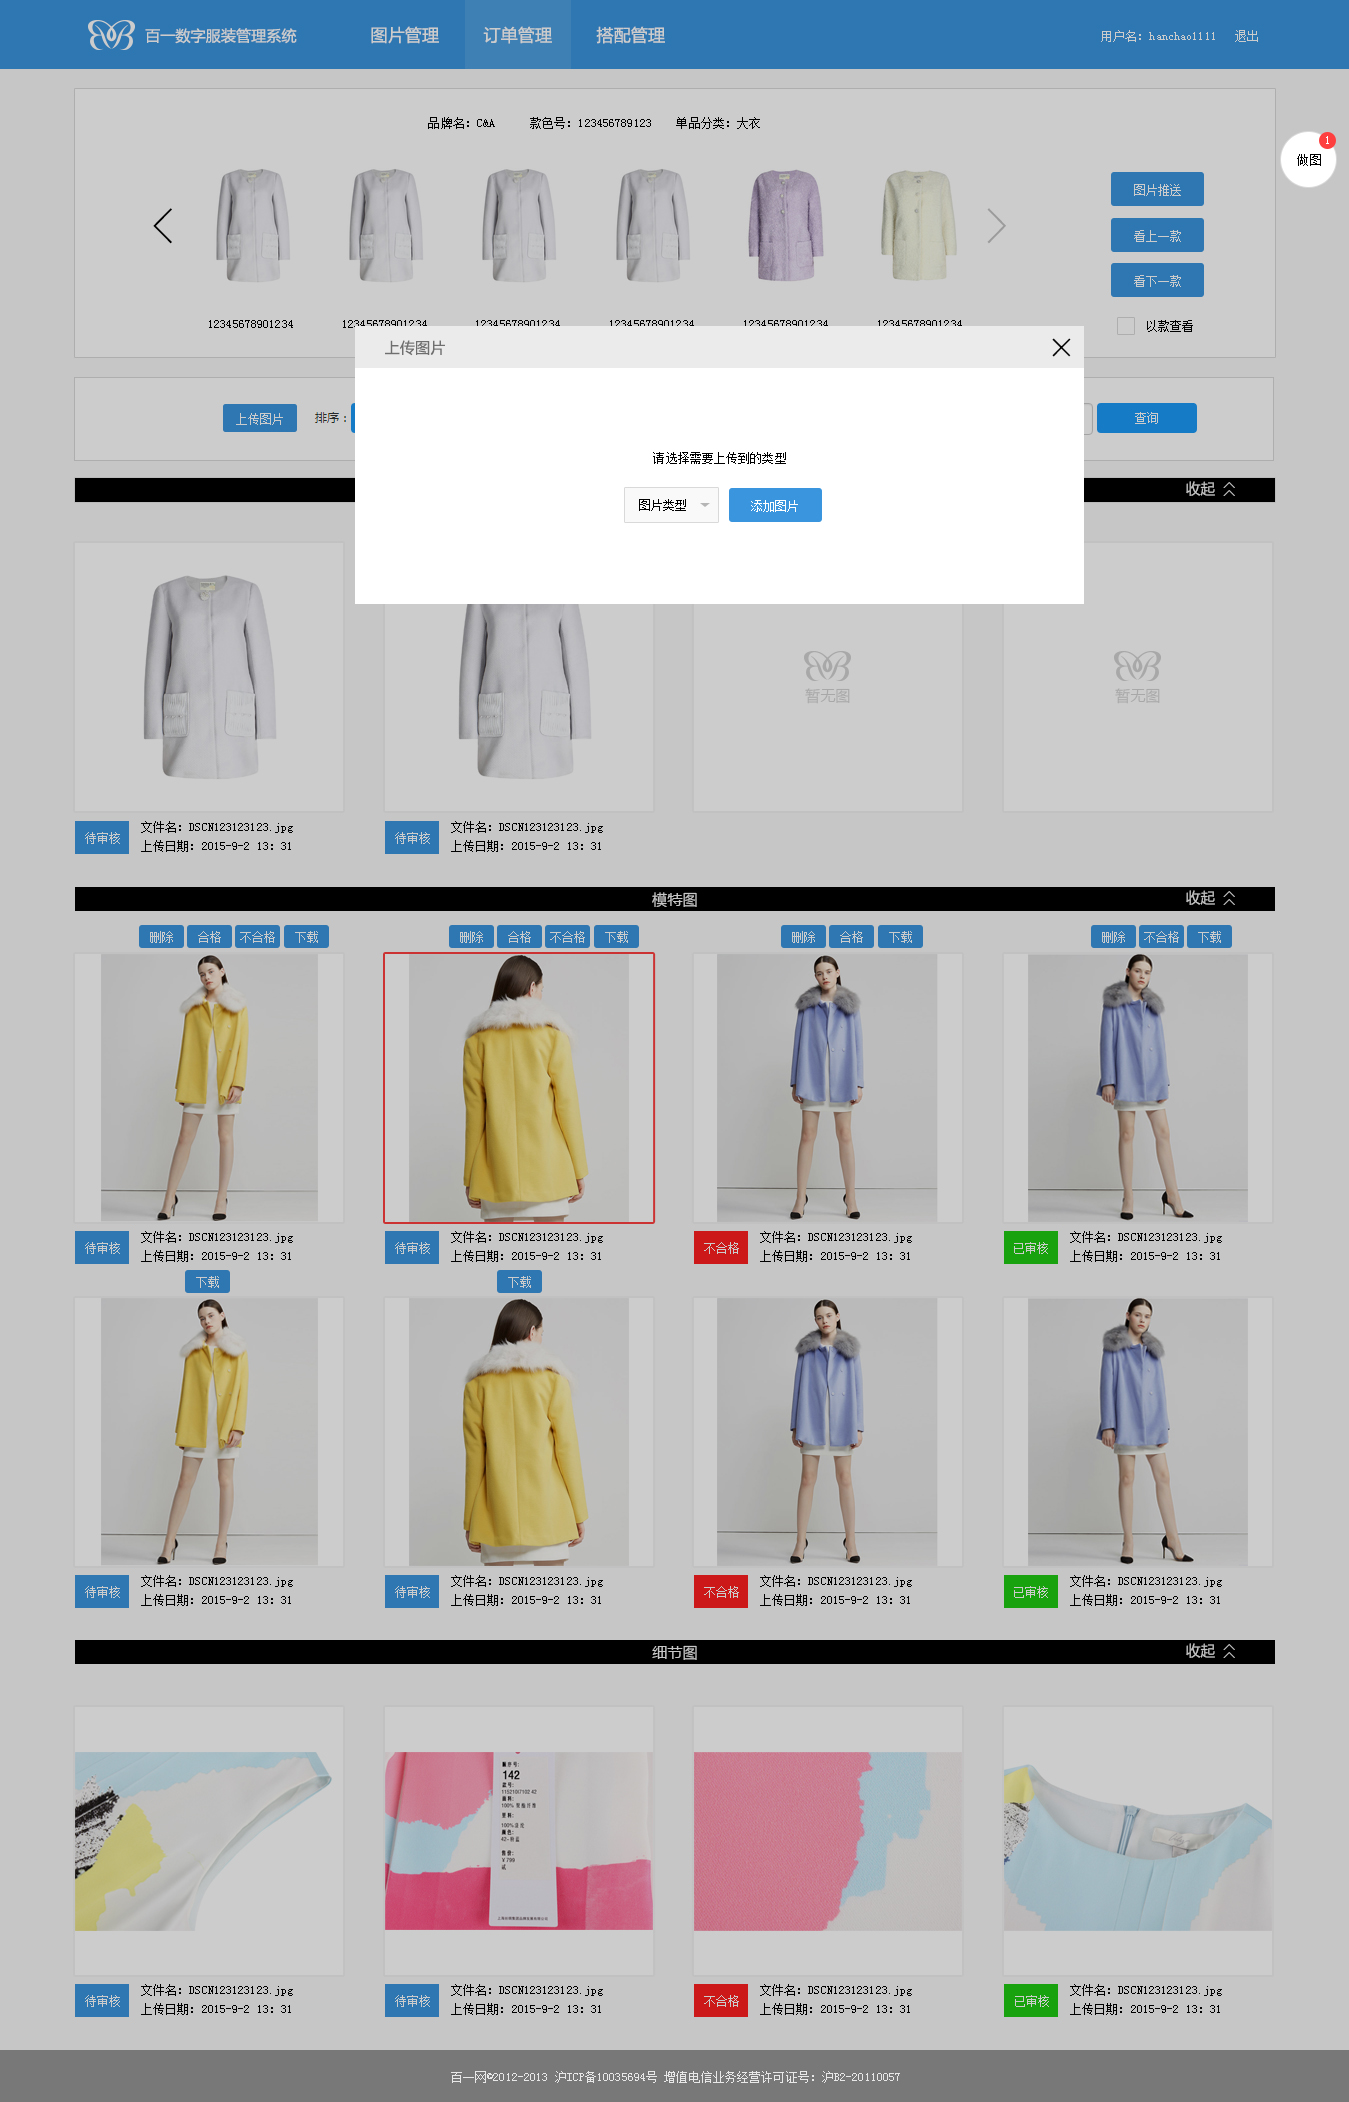 百一数字服装管理系统 图片管理 订单管理 搭配管理 用户名：hanchao1111 退出
品牌名：C&A 款色号：123456789123 单品分类：大衣
1
做图
图片推送
看上一款
看下一款
12345678901234 12345678901234 12345678901234 12345678901234 12345678901234 12345678901234 以款查看
上传图片
上传图片 排序： 查询
请选择需要上传到的类型
图片类型 添加图片
收起
暂无图 暂无图
待审核 文件名：DSCN123123123.jpg 待审核 文件名：DSCN123123123.jpg
上传日期：2015-9-2 13：31 上传日期：2015-9-2 13：31
模特图 收起
删除 合格 不合格 下载 删除 合格 不合格 下载 删除 合格 下载 删除 不合格 下载
待审核 文件名：DSCN123123123.jpg 待审核 文件名：DSCN123123123.jpg 不合格 文件名：DSCN123123123.jpg 已审核 文件名：DSCN123123123.jpg
上传日期：2015-9-2 13：31 上传日期：2015-9-2 13：31 上传日期：2015-9-2 13：31 上传日期：2015-9-2 13：31
下载 下载
待审核 文件名：DSCN123123123.jpg 待审核 文件名：DSCN123123123.jpg 不合格 文件名：DSCN123123123.jpg 已审核 文件名：DSCN123123123.jpg
上传日期：2015-9-2 13：31 上传日期：2015-9-2 13：31 上传日期：2015-9-2 13：31 上传日期：2015-9-2 13：31
细节图 收起
顺序号:
142
款号:
面料:
里料:
颜色:
售价:
￥799
待审核 文件名：DSCN123123123.jpg 待审核 文件名：DSCN123123123.jpg 不合格 文件名：DSCN123123123.jpg 已审核 文件名：DSCN123123123.jpg
上传日期：2015-9-2 13：31 上传日期：2015-9-2 13：31 上传日期：2015-9-2 13：31 上传日期：2015-9-2 13：31
百一网©2012-2013 沪ICP备10035694号 增值电信业务经营许可证号：沪B2-20110057